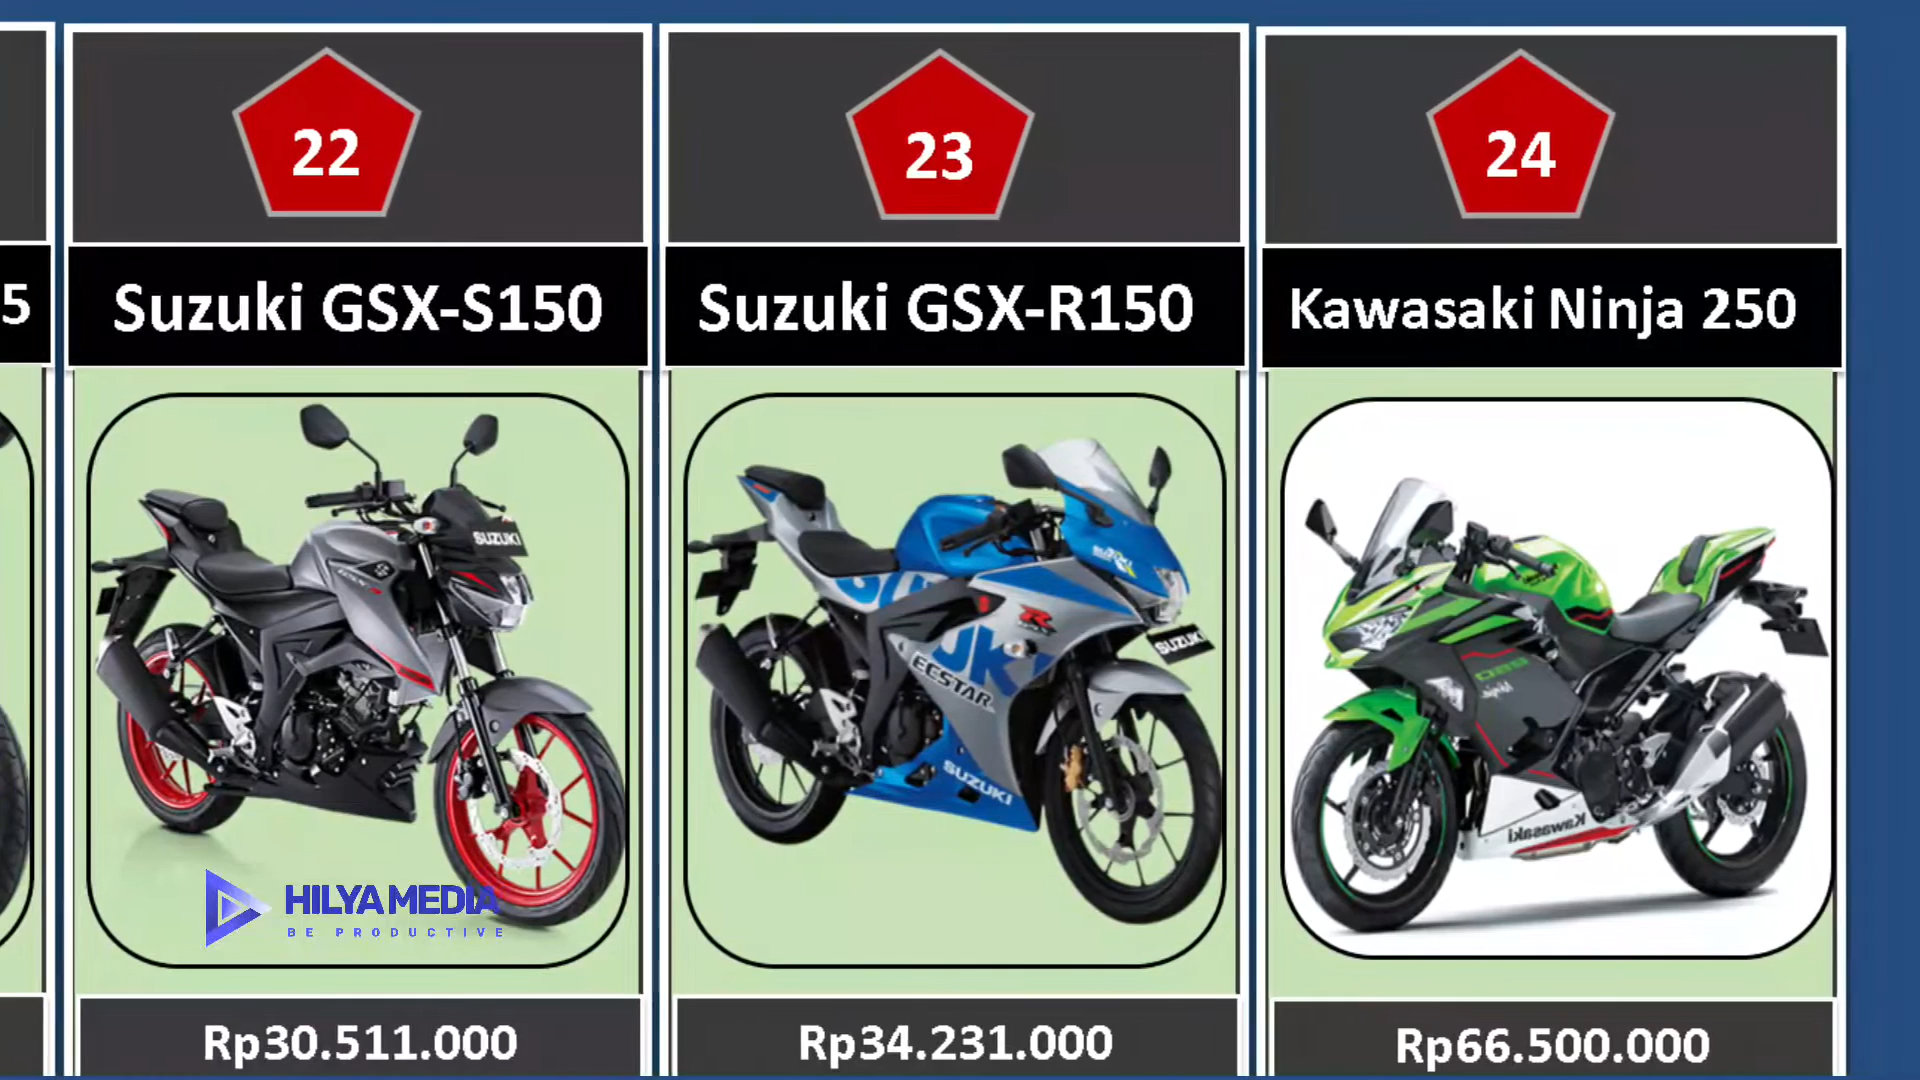 22
23
24
5
Suzuki GSX-S150
Suzuki GSX-R150
Kawasaki Ninja 250
SUZUKI
SUZUKI
R
ECSTAR
SUZUKI
Ninja
Kawasaki
HILYA MEDIA
BE PRODUCTIVE
Rp30.511.000
Rp34.231.000
Rp66.500.000